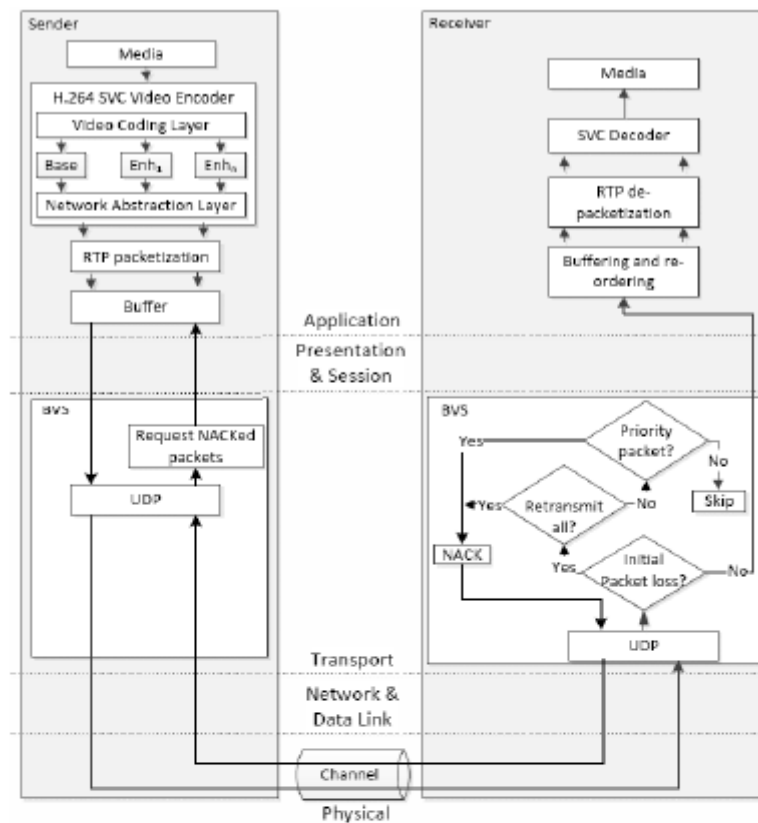 Sender
Media
H.264 SVC Video Encoder
Video Coding Layer
Base
Enh₁
Enhₙ
Network Abstraction Layer
RTP packetization
Buffer
BVS
Request NACKed
packets
UDP
Application
Presentation
& Session
Transport
Network &
Data Link
Channel
Physical
Receiver
Media
SVC Decoder
RTP de-
packetization
Buffering and re-
ordering
BVS
Priority
packet?
Yes
No
Skip
Retransmit
all?
Yes
No
NACK
Initial
Packet loss?
Yes
No
UDP